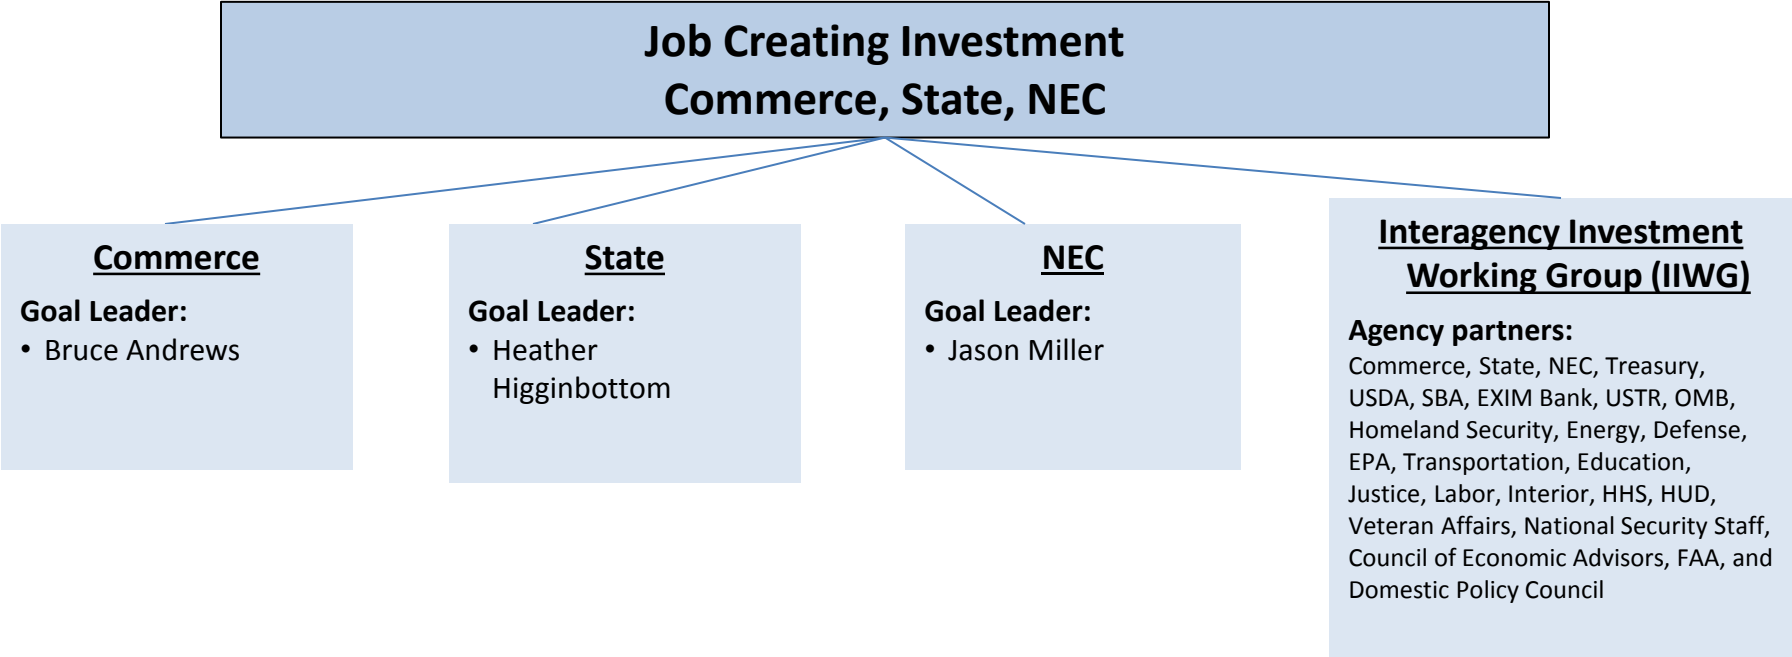 Job Creating Investment
Commerce, State, NEC
Commerce
Goal Leader:
• Bruce Andrews
State
Goal Leader:
• Heather
Higginbottom
NEC
Goal Leader:
• Jason Miller
Interagency Investment
Working Group (IIWG)
Agency partners:
Commerce, State, NEC, Treasury,
USDA, SBA, EXIM Bank, USTR, OMB,
Homeland Security, Energy, Defense,
EPA, Transportation, Education,
Justice, Labor, Interior, HHS, HUD,
Veteran Affairs, National Security Staff,
Council of Economic Advisors, FAA, and
Domestic Policy Council